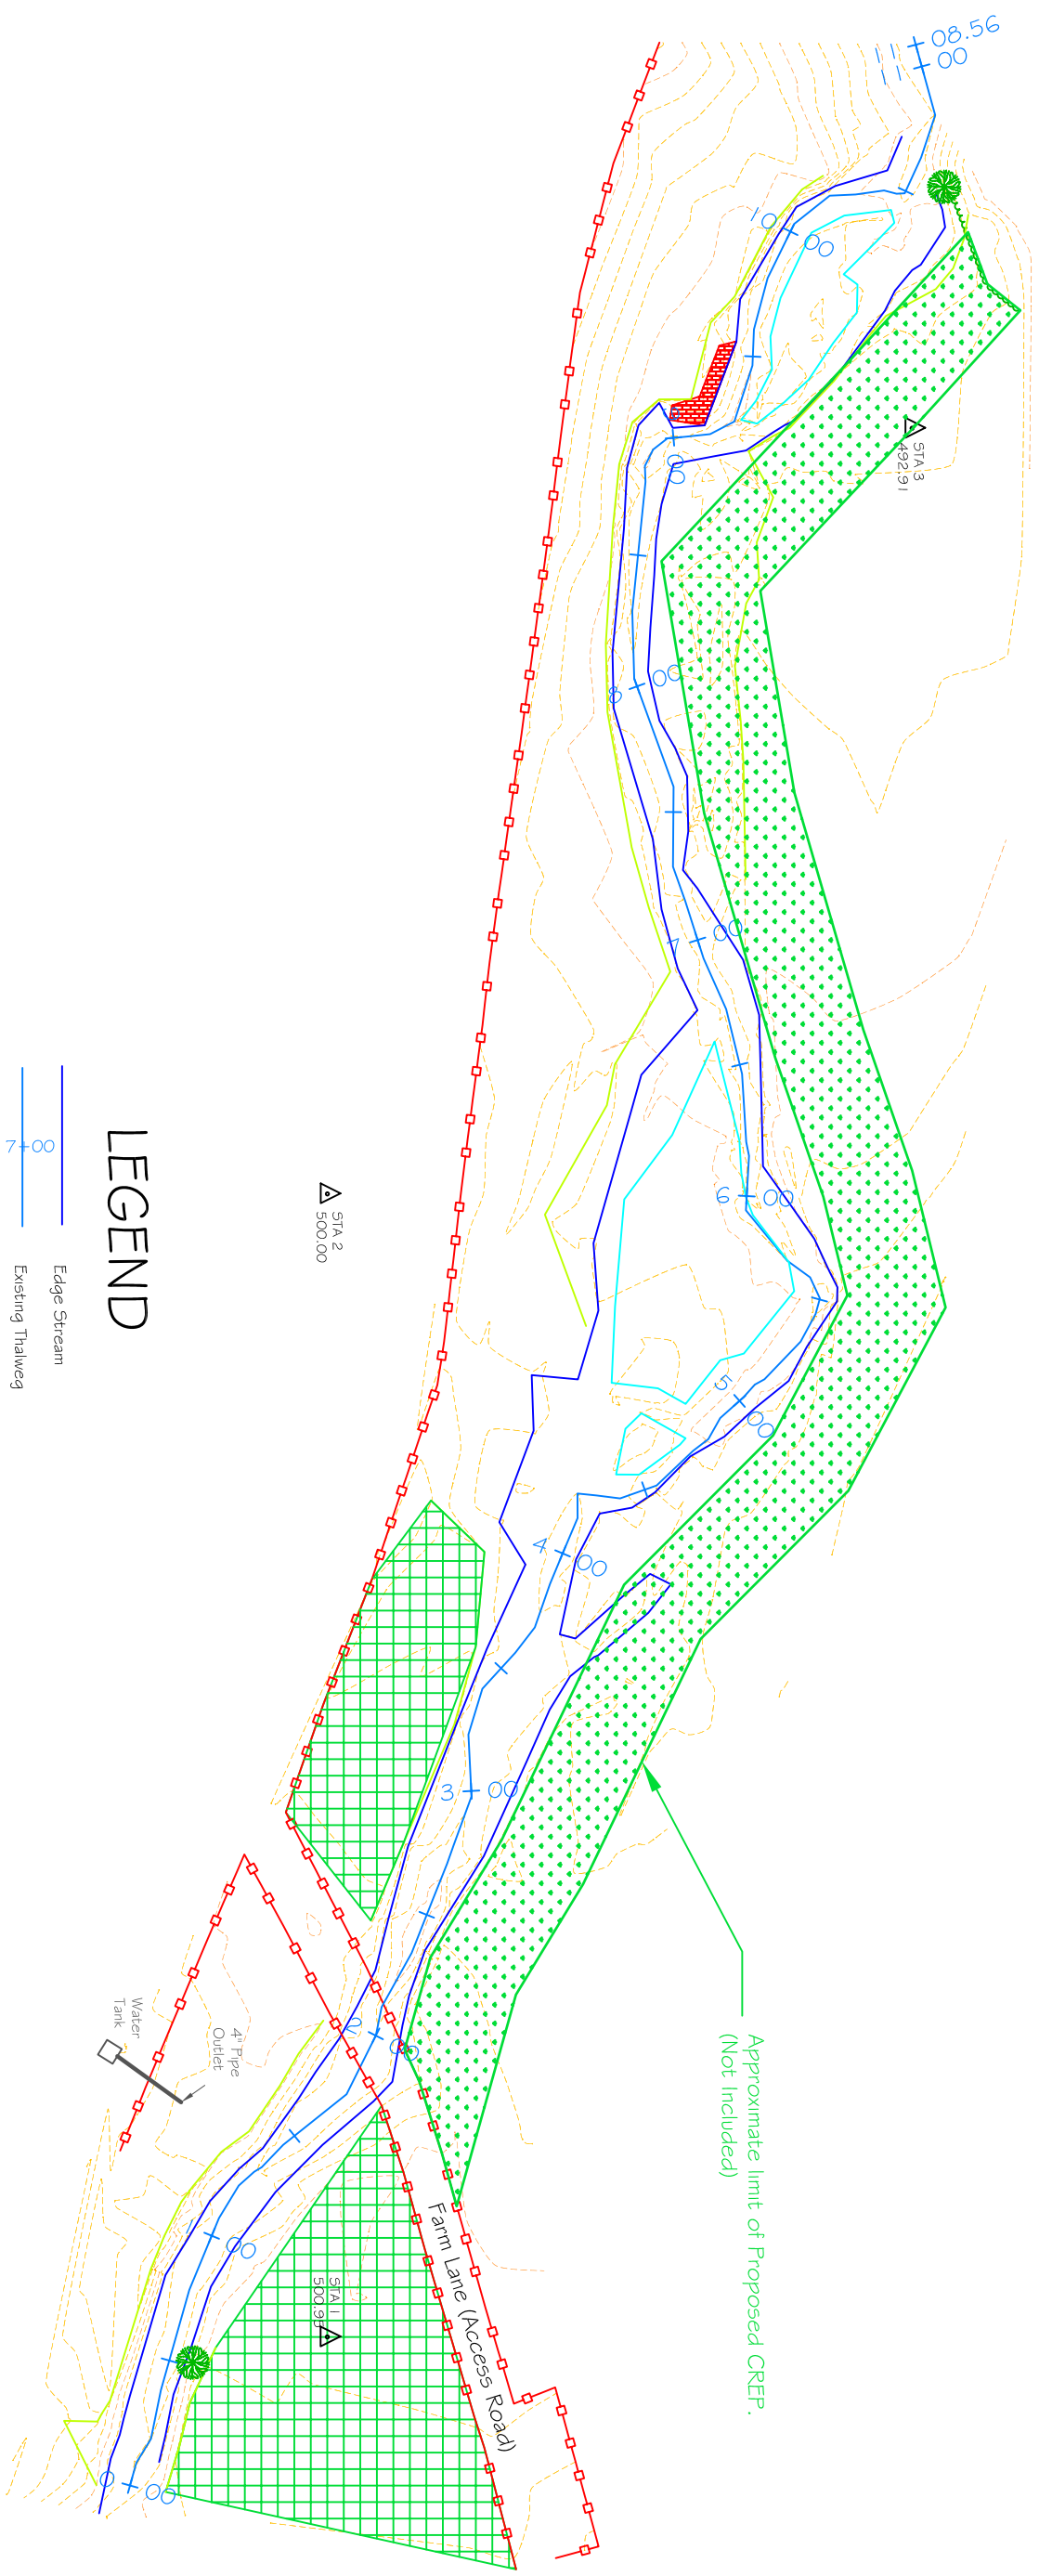 08.56
00
10 00
9 00
STA 3
492.91
8 00
7 00
6 00
5 00
4 00
3 00
2 00
1 00
0 00
STA 2
500.00
STA 1
Water
Tank
4" Pipe
Outlet
Farm Lane (Access Road)
Approximate limit of Proposed CREP.
(Not Included)
LEGEND
Edge Stream
7+00
Existing Thalweg